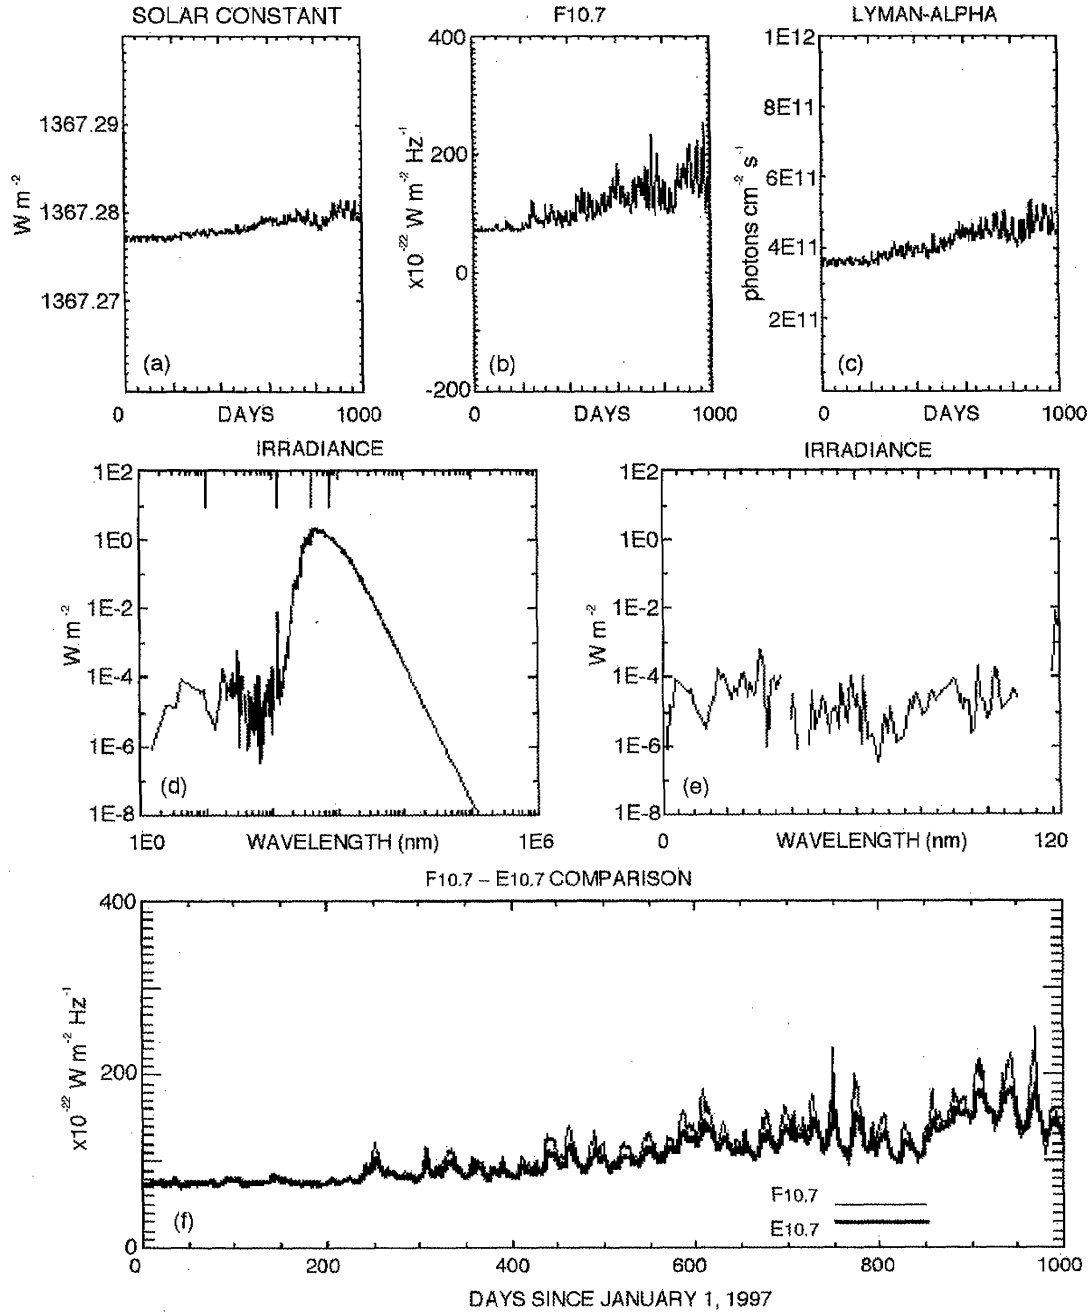 SOLAR CONSTANT
F10.7
LYMAN-ALPHA
1367.29
1367.28
1367.27
W m-2
(a)
0
DAYS
1000
400
200
0
-200
x10-22 W m-2 Hz-1
(b)
0
DAYS
1000
1E12
8E11
6E11
4E11
2E11
photons cm-2 s-1
(c)
0
DAYS
1000
IRRADIANCE
IRRADIANCE
1E2
1E0
1E-2
1E-4
1E-6
1E-8
W m-2
(d)
1E0
WAVELENGTH (nm)
1E6
1E2
1E0
1E-2
1E-4
1E-6
1E-8
W m-2
(e)
0
WAVELENGTH (nm)
120
F10.7 – E10.7 COMPARISON
400
200
0
x10-22 W m-2 Hz-1
(f)
F10.7
E10.7
0
200
400
600
800
1000
DAYS SINCE JANUARY 1, 1997